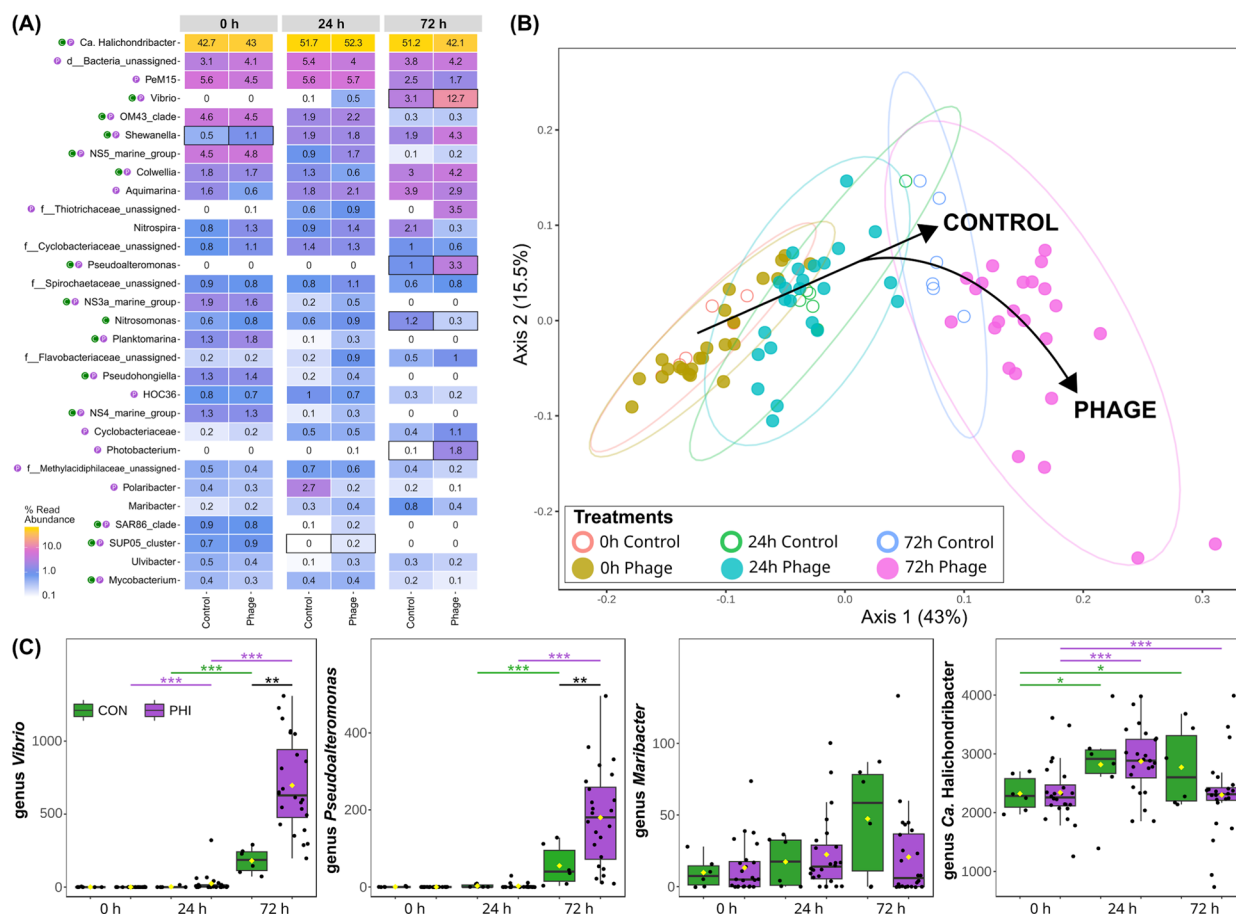 (A)
0 h 24 h 72 h
Ca. Halichondribacter 42.7 43 51.7 52.3 51.2 42.1
d__Bacteria_unassigned 3.1 4.1 5.4 4 3.8 4.2
PeM15 5.6 4.5 5.6 5.7 2.5 1.7
Vibrio 0 0 0.1 0.5 3.1 12.7
OM43_clade 4.6 4.5 1.9 2.2 0.3 0.3
Shewanella 0.5 1.1 1.9 1.8 1.9 4.3
NS5_marine_group 4.5 4.8 0.9 1.7 0.1 0.2
Colwellia 1.8 1.7 1.3 0.6 3 4.2
Aquimarina 1.6 0.6 1.8 2.1 3.9 2.9
f__Thiotrichaceae_unassigned 0 0.1 0.6 0.9 0 3.5
Nitrospira 0.8 1.3 0.9 1.4 2.1 0.3
f__Cyclobacteriaceae_unassigned 0.8 1.1 1.4 1.3 1 0.6
Pseudoalteromonas 0 0 0 0 1 3.3
f__Spirochaetaceae_unassigned 0.9 0.8 0.8 1.1 0.6 0.8
NS3a_marine_group 1.9 1.6 0.2 0.5 0 0
Nitrosomonas 0.6 0.8 0.6 0.9 1.2 0.3
Planktomarina 1.3 1.8 0.1 0.3 0 0
f__Flavobacteriaceae_unassigned 0.2 0.2 0.2 0.9 0.5 1
Pseudohongiella 1.3 1.4 0.2 0.4 0 0
HOC36 0.8 0.7 1 0.7 0.3 0.2
NS4_marine_group 1.3 1.3 0.1 0.3 0 0
Cyclobacteriaceae 0.2 0.2 0.5 0.5 0.4 1.1
Photobacterium 0 0 0 0.1 0.1 1.8
f__Methylacidiphilaceae_unassigned 0.5 0.4 0.7 0.6 0.4 0.2
Polaribacter 0.4 0.3 2.7 0.2 0.2 0.1
Maribacter 0.2 0.2 0.3 0.4 0.8 0.4
SAR86_clade 0.9 0.8 0.1 0.2 0 0
SUP05_cluster 0.7 0.9 0 0.2 0 0
Ulvibacter 0.5 0.4 0.1 0.3 0.3 0.2
Mycobacterium 0.4 0.3 0.4 0.4 0.2 0.1
% Read
Abundance
10.0
1.0
0.1
Control Phage Control Phage Control Phage
(B)
Axis 2 (15.5%)
0.2
0.1
0.0
-0.1
-0.2
CONTROL
PHAGE
Treatments
0h Control 24h Control 72h Control
0h Phage 24h Phage 72h Phage
-0.2 -0.1 0.0 0.1 0.2 0.3
Axis 1 (43%)
(C)
genus Vibrio
1000
500
0
***
***
***
**
CON PHI
0 h 24 h 72 h
genus Pseudoalteromonas
400
200
0
***
***
**
0 h 24 h 72 h
genus Maribacter
100
50
0
0 h 24 h 72 h
genus Ca. Halichondribacter
4000
3000
2000
1000
***
***
*
*
0 h 24 h 72 h